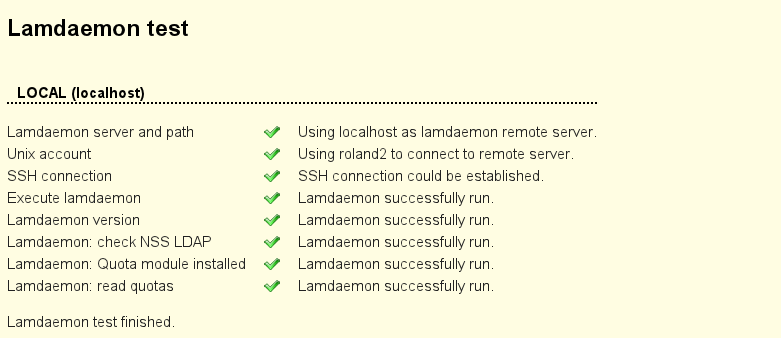 Lamdaemon test
LOCAL (localhost)
Lamdaemon server and path Using localhost as lamdaemon remote server.
Unix account Using roland2 to connect to remote server.
SSH connection SSH connection could be established.
Execute lamdaemon Lamdaemon successfully run.
Lamdaemon version Lamdaemon successfully run.
Lamdaemon: check NSS LDAP Lamdaemon successfully run.
Lamdaemon: Quota module installed Lamdaemon successfully run.
Lamdaemon: read quotas Lamdaemon successfully run.
Lamdaemon test finished.